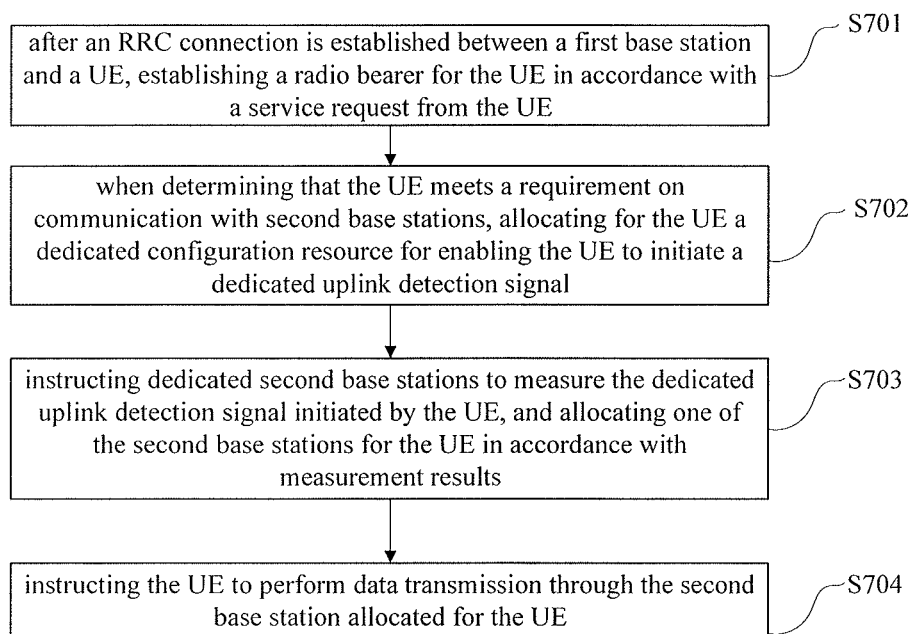 after an RRC connection is established between a first base station
and a UE, establishing a radio bearer for the UE in accordance with
a service request from the UE
S701
when determining that the UE meets a requirement on
communication with second base stations, allocating for the UE a
dedicated configuration resource for enabling the UE to initiate a
dedicated uplink detection signal
S702
instructing dedicated second base stations to measure the dedicated
uplink detection signal initiated by the UE, and allocating one of
the second base stations for the UE in accordance with
measurement results
S703
instructing the UE to perform data transmission through the second
base station allocated for the UE
S704